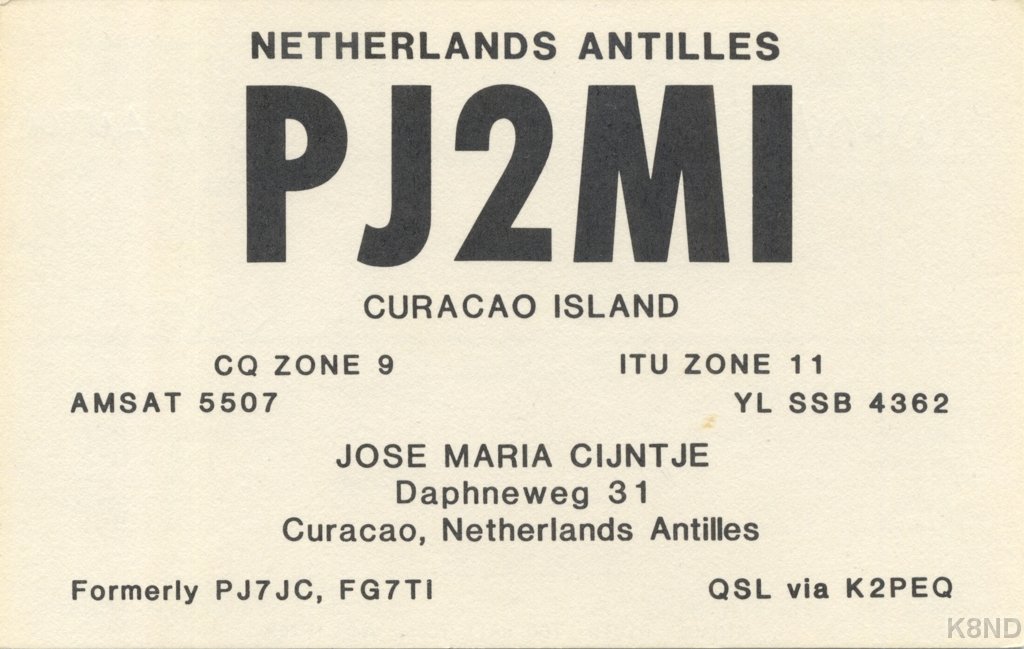 NETHERLANDS ANTILLES
PJ2MI
CURACAO ISLAND
CQ ZONE 9 ITU ZONE 11
AMSAT 5507 YL SSB 4362
JOSE MARIA CIJNTJE
Daphneweg 31
Curacao, Netherlands Antilles
Formerly PJ7JC, FG7TI QSL via K2PEQ
K8ND